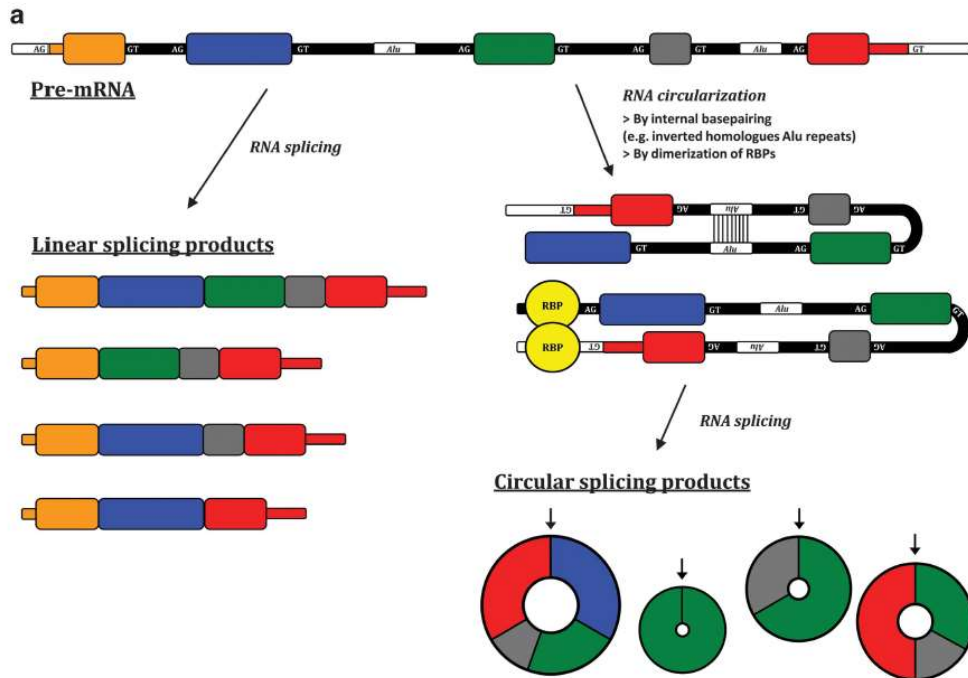 a
AG GT AG GT Alu AG GT AG GT Alu AG GT
Pre-mRNA
RNA splicing
RNA circularization
> By internal basepairing
(e.g. inverted homologues Alu repeats)
> By dimerization of RBPs
Linear splicing products
GT AG Alu GT AG
GT Alu AG GT
RBP AG GT Alu AG GT
RBP GT AG Alu GT AG
RNA splicing
Circular splicing products